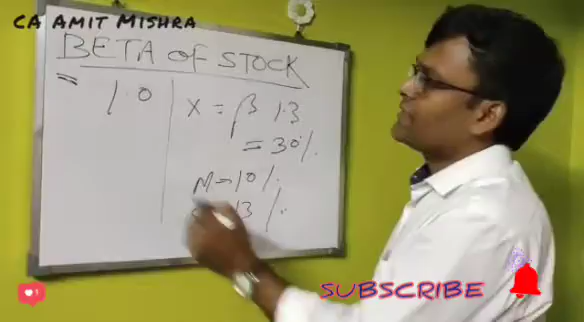 CA AMIT MISHRA
BETA OF STOCK
1.0
X = β 1.3
= 30%.
M = 10%.
13%.
SUBSCRIBE